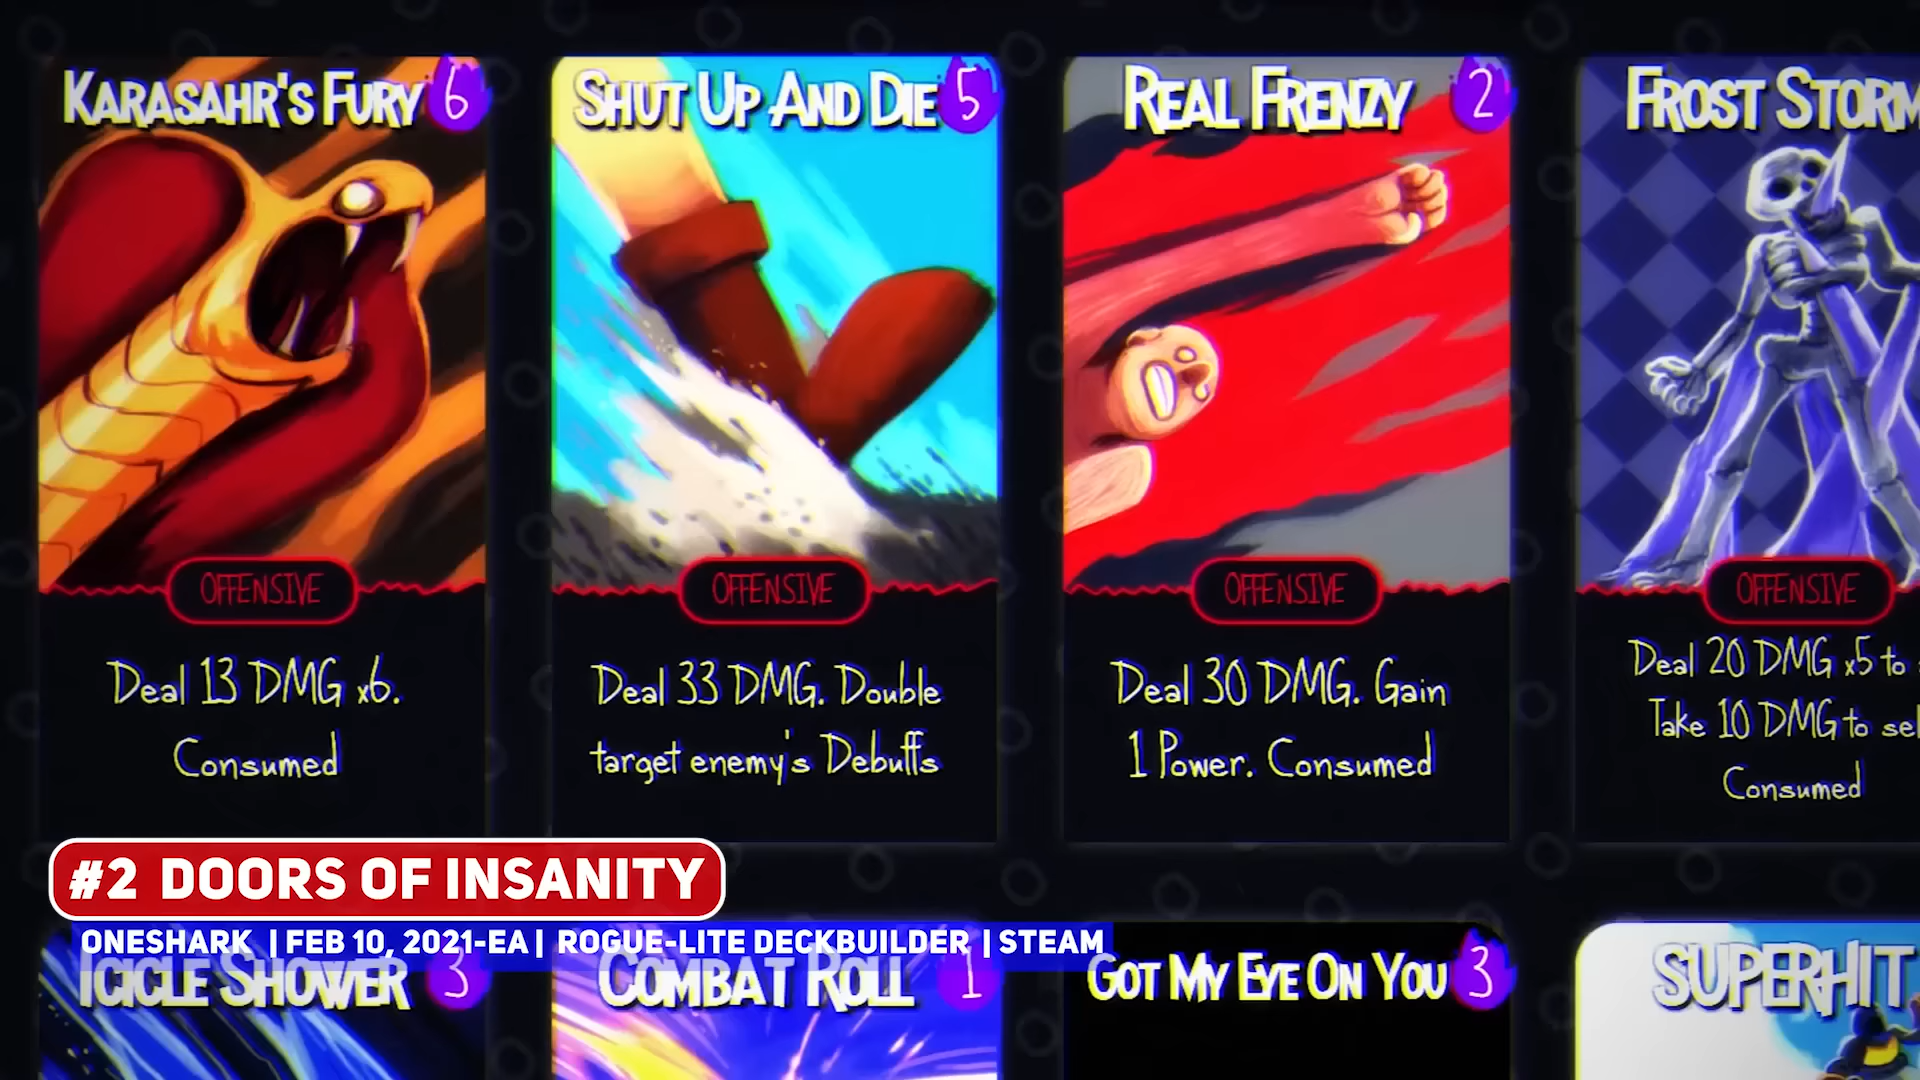 KARASAHR'S FURY 6
SHUT UP AND DIE 5
REAL FRENZY 2
FROST STORM
OFFENSIVE
OFFENSIVE
OFFENSIVE
OFFENSIVE
Deal 13 DMG x6.
Consumed
Deal 33 DMG. Double
target enemy's Debuffs
Deal 30 DMG. Gain
1 Power. Consumed
Deal 20 DMG x5 to
Take 10 DMG to
Consumed
#2 DOORS OF INSANITY
ONESHARK | FEB 10, 2021-EA | ROGUE-LITE DECKBUILDER | STEAM
ICICLE SHOWER 3
COMBAT ROLL 1
GOT MY EYE ON YOU 3
SUPERHIT